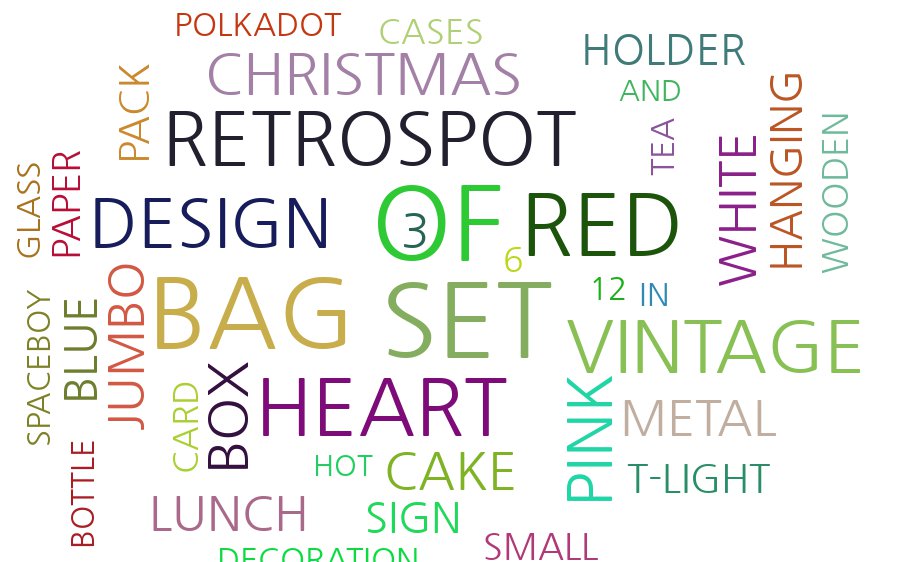 POLKADOT
CASES
HOLDER
CHRISTMAS
PACK
AND
RETROSPOT
TEA
WHITE
HANGING
WOODEN
GLASS
PAPER
DESIGN
OF
3
6
RED
BAG
SET
12
IN
SPACEBOY
BLUE
JUMBO
VINTAGE
CARD
BOX
HEART
PINK
METAL
BOTTLE
HOT
CAKE
T-LIGHT
LUNCH
SIGN
SMALL
DECORATION